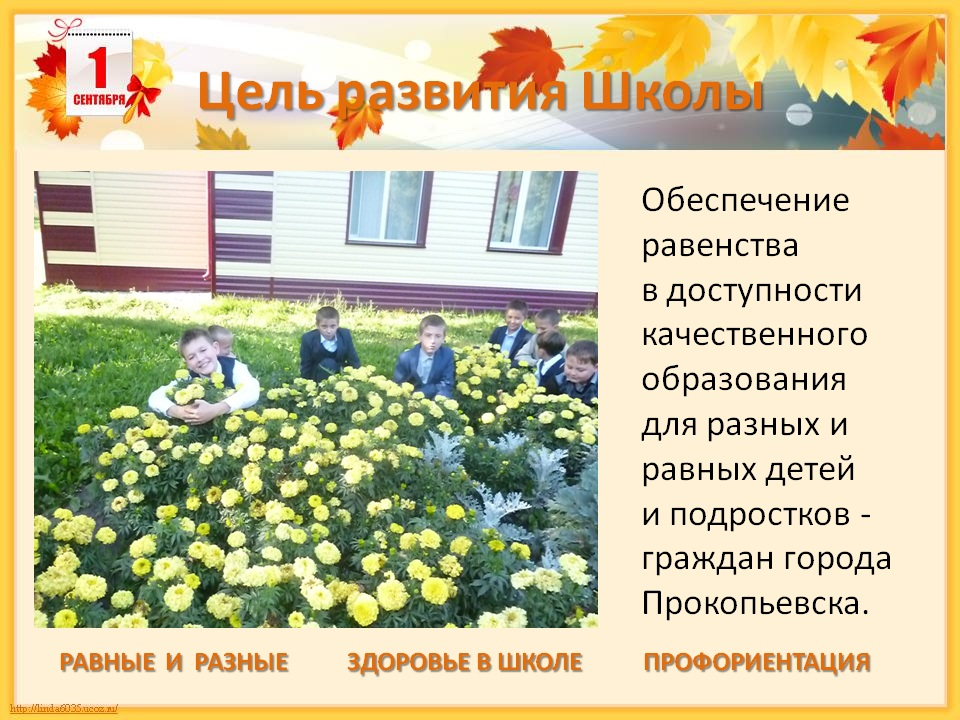 1
СЕНТЯБРЯ
Цель развития Школы
Обеспечение
равенства
в доступности
качественного
образования
для разных и
равных детей
и подростков -
граждан города
Прокопьевска.
РАВНЫЕ И РАЗНЫЕ ЗДОРОВЬЕ В ШКОЛЕ ПРОФОРИЕНТАЦИЯ
http://linda6035.ucoz.ru/